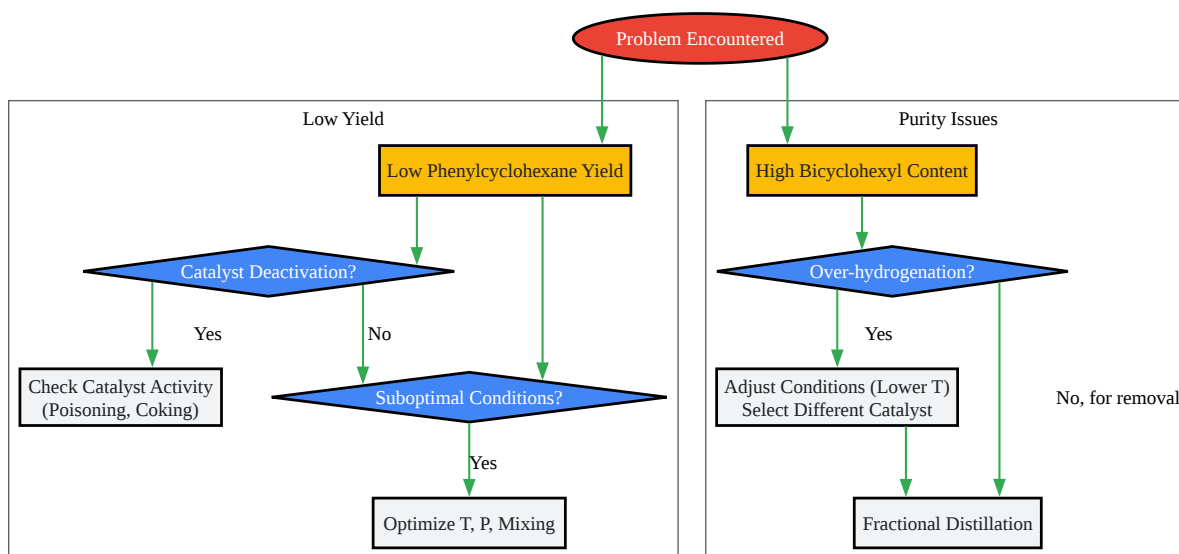 Problem Encountered
Low Yield
Purity Issues
Low Phenylcyclohexane Yield
High Bicyclohexyl Content
Catalyst Deactivation?
Over-hydrogenation?
Yes
No
Yes
Check Catalyst Activity
(Poisoning, Coking)
Suboptimal Conditions?
Adjust Conditions (Lower T)
Select Different Catalyst
No, for removal
Yes
Optimize T, P, Mixing
Fractional Distillation